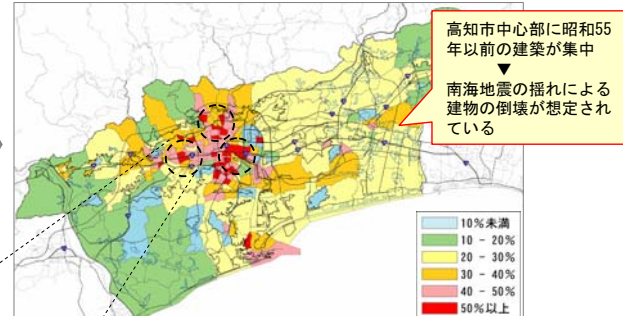 高知市中心部に昭和55
年以前の建築が集中
▼
南海地震の揺れによる
建物の倒壊が想定され
ている
10％未満
10 - 20%
20 - 30%
30 - 40%
40 - 50%
50％以上